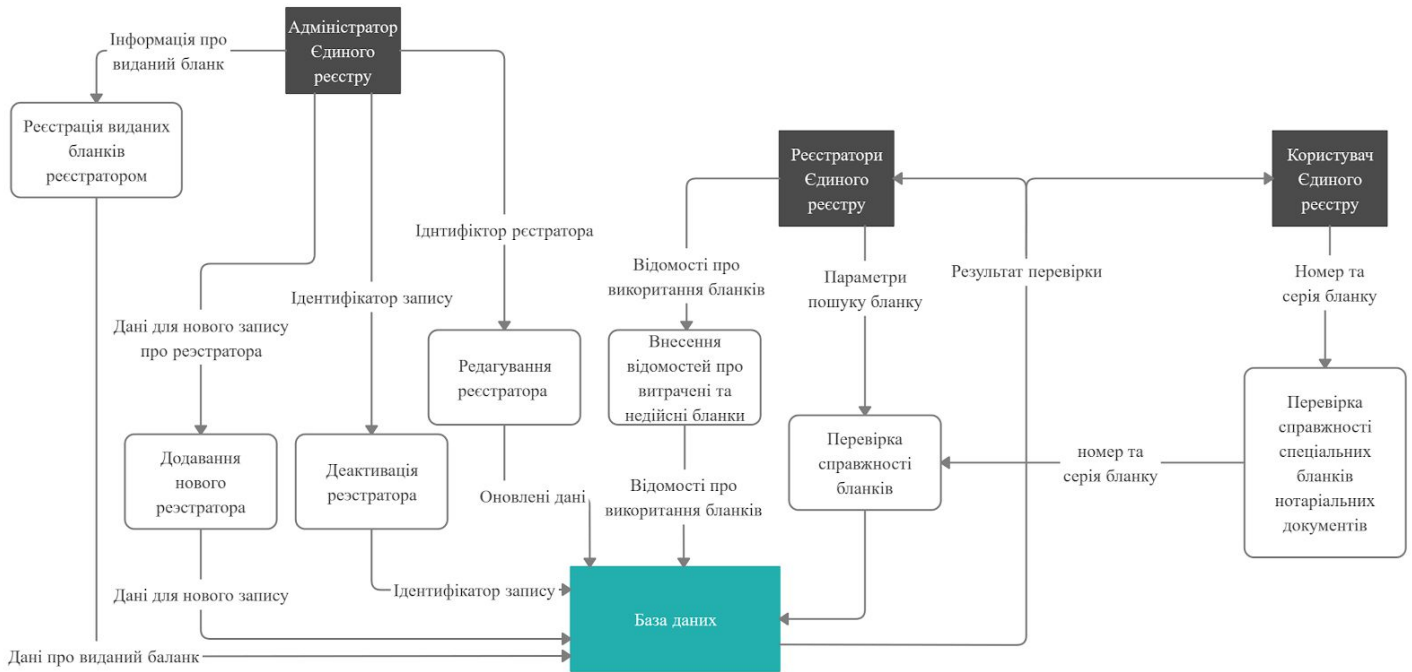 Адміністратор
Єдиного
реєстру
Інформація про
виданий бланк
Реєстрація виданих
бланків
реєстратором
Реєстратори
Єдиного
реєстру
Користувач
Єдиного
реєстру
Іднтифіктор рєстратора
Відомості про
використання бланків
Параметри
пошуку бланку
Результат перевірки
Номер та
серія бланку
Ідентифікатор запису
Дані для нового запису
про реэстратора
Редагування
реєстратора
Внесення
відомостей про
витрачені та
недійсні бланки
Перевірка
справжності
спеціальних
бланків
нотаріальних
документів
Додавання
нового
реэстратора
Деактивація
реэстратора
Перевірка
справжності
бланків
номер та
серія бланку
Оновлені дані
Відомості про
використання бланків
Дані для нового запису
Ідентифікатор запису
База даних
Дані про виданий баланк